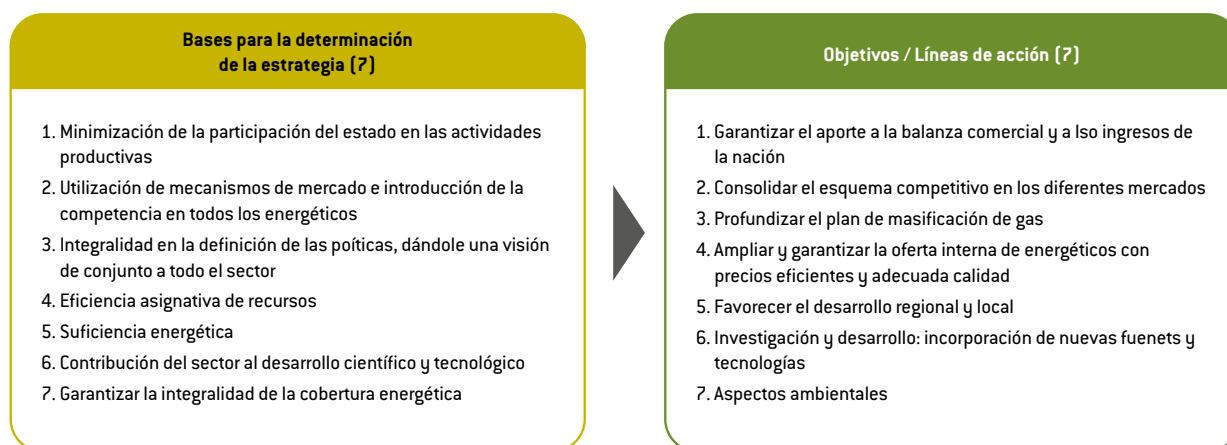 Bases para la determinación
de la estrategia (7)
1. Minimización de la participación del estado en las actividades
productivas
2. Utilización de mecanismos de mercado e introducción de la
competencia en todos los energéticos
3. Integralidad en la definición de las poíticas, dándole una visión
de conjunto a todo el sector
4. Eficiencia asignativa de recursos
5. Suficiencia energética
6. Contribución del sector al desarrollo científico y tecnológico
7. Garantizar la integralidad de la cobertura energética
Objetivos / Líneas de acción (7)
1. Garantizar el aporte a la balanza comercial y a lso ingresos de
la nación
2. Consolidar el esquema competitivo en los diferentes mercados
3. Profundizar el plan de masificación de gas
4. Ampliar y garantizar la oferta interna de energéticos con
precios eficientes y adecuada calidad
5. Favorecer el desarrollo regional y local
6. Investigación y desarrollo: incorporación de nuevas fuenets y
tecnologías
7. Aspectos ambientales